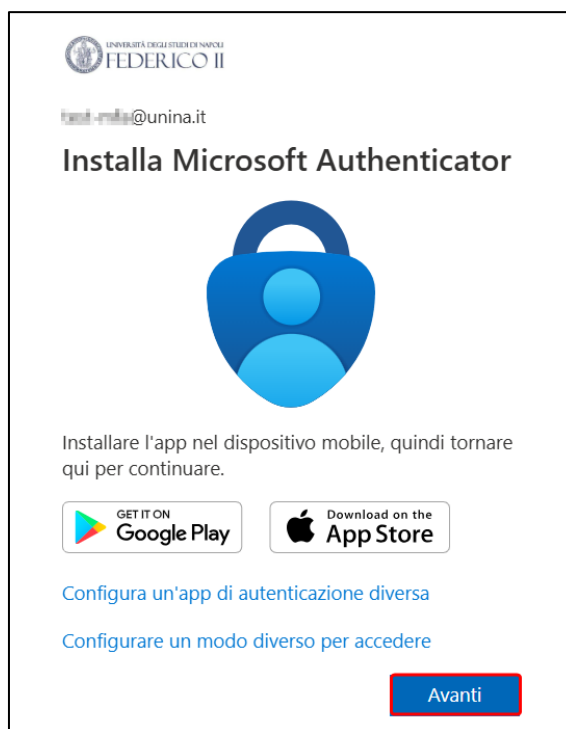 UNIVERSITÀ DEGLI STUDI DI NAPOLI
FEDERICO II
@unina.it
Installa Microsoft Authenticator
Installare l'app nel dispositivo mobile, quindi tornare
qui per continuare.
GET IT ON
Google Play
Download on the
App Store
Configura un'app di autenticazione diversa
Configurare un modo diverso per accedere
Avanti